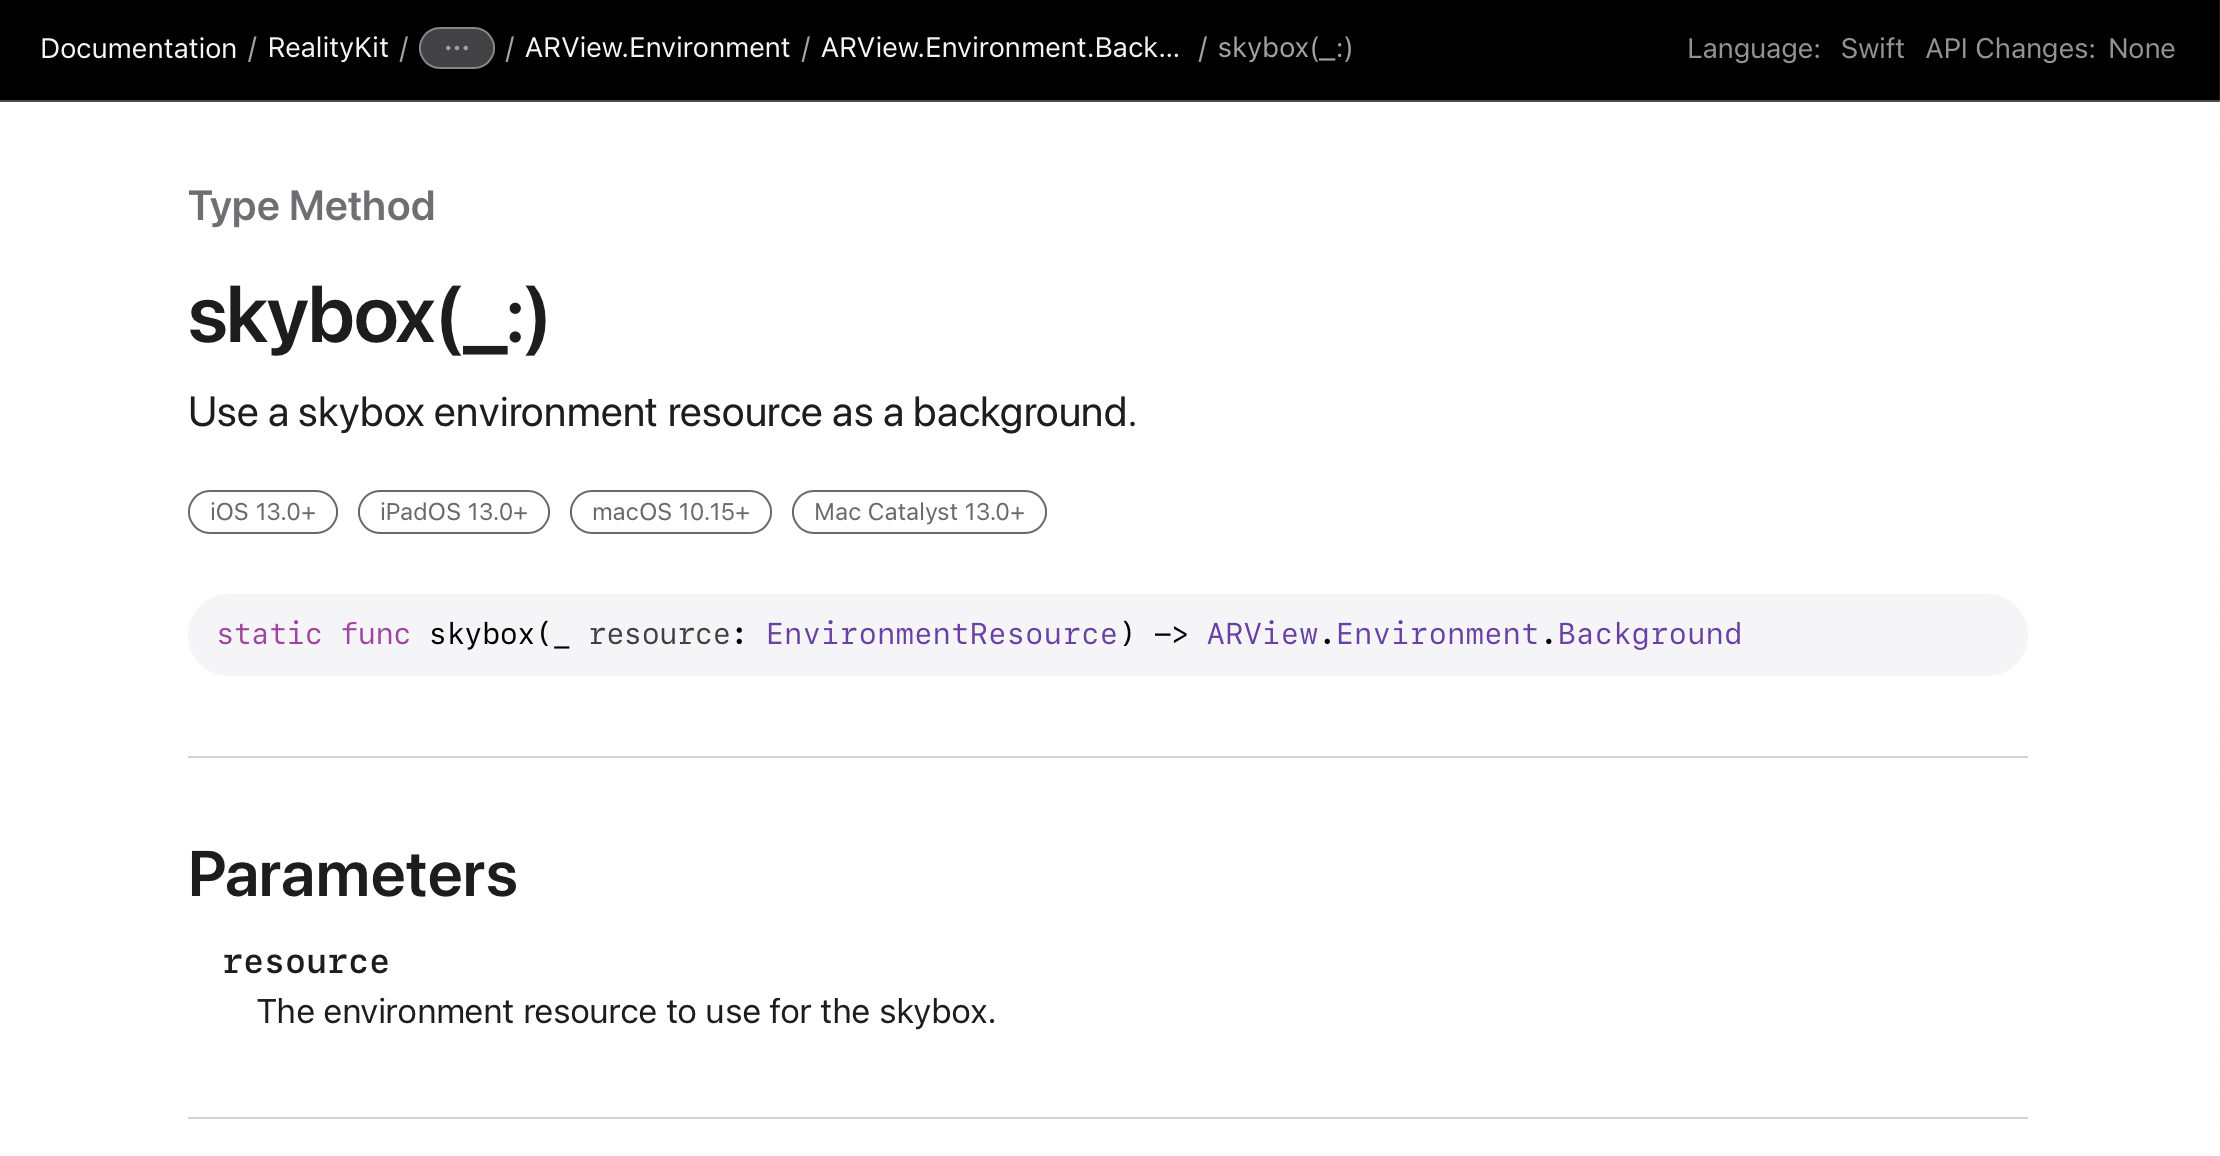 Documentation / RealityKit / ··· / ARView.Environment / ARView.Environment.Back... / skybox(_:) Language: Swift API Changes: None
Type Method
skybox(_:)
Use a skybox environment resource as a background.
iOS 13.0+ iPadOS 13.0+ macOS 10.15+ Mac Catalyst 13.0+
static func skybox(_ resource: EnvironmentResource) -> ARView.Environment.Background
Parameters
resource
The environment resource to use for the skybox.